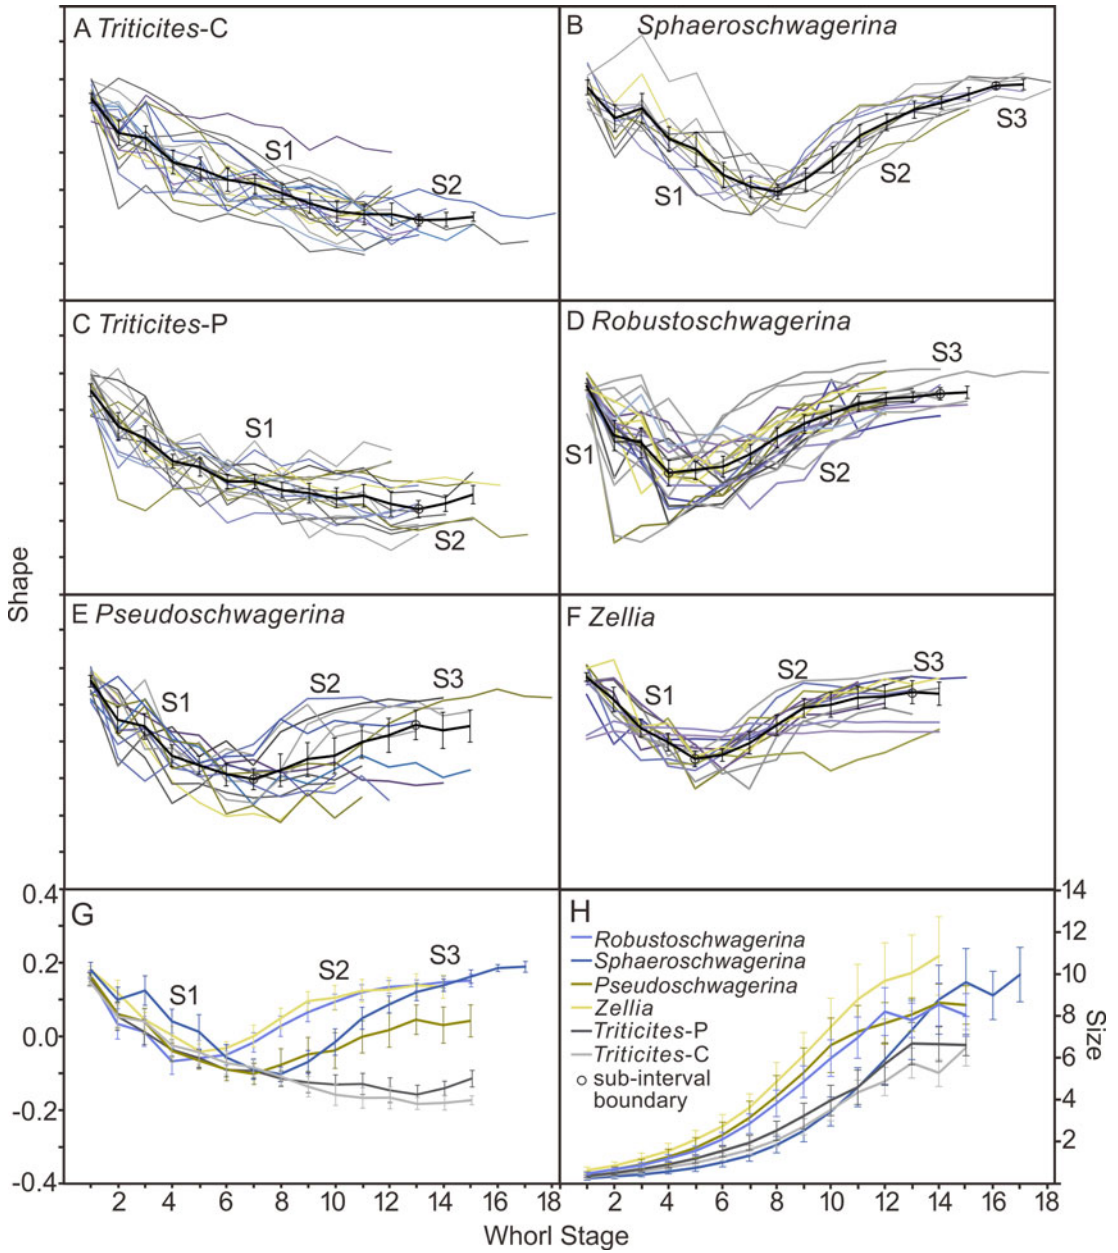 A Triticites-C
S1
S2
B Sphaeroschwagerina
S1
S2
S3
C Triticites-P
S1
S2
D Robustoschwagerina
S1
S2
S3
E Pseudoschwagerina
S1
S2
S3
F Zellia
S1
S2
S3
Shape
G
S1
S2
S3
0.4
0.2
0.0
-0.2
-0.4
2 4 6 8 10 12 14 16 18
H
Robustoschwagerina
Sphaeroschwagerina
Pseudoschwagerina
Zellia
Triticites-P
Triticites-C
sub-interval
boundary
14
12
10
8
6
4
2
Size
2 4 6 8 10 12 14 16 18
Whorl Stage